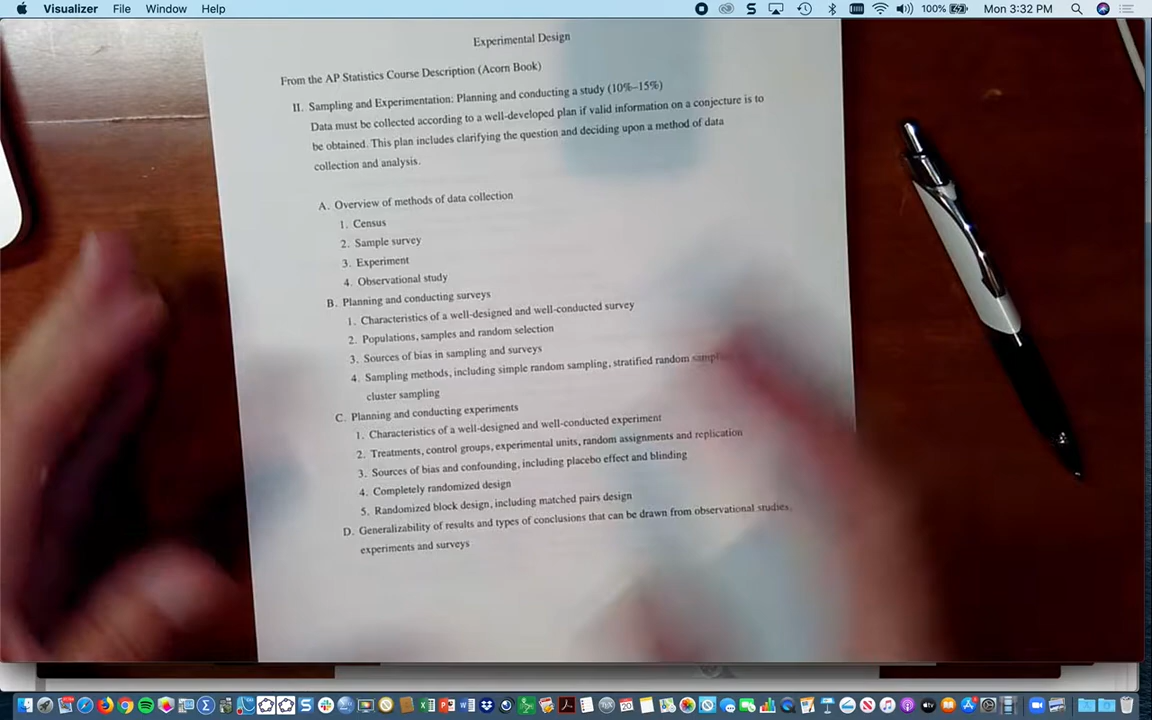 Visualizer File Window Help 100% Mon 3:32 PM
Experimental Design
From the AP Statistics Course Description (Acorn Book)
II. Sampling and Experimentation: Planning and conducting a study (10%–15%)
Data must be collected according to a well-developed plan if valid information on a conjecture is to
be obtained. This plan includes clarifying the question and deciding upon a method of data
collection and analysis.
A. Overview of methods of data collection
1. Census
2. Sample survey
3. Experiment
4. Observational study
B. Planning and conducting surveys
1. Characteristics of a well-designed and well-conducted survey
2. Populations, samples and random selection
3. Sources of bias in sampling and surveys
4. Sampling methods, including simple random sampling, stratified random
cluster sampling
C. Planning and conducting experiments
1. Characteristics of a well-designed and well-conducted experiment
2. Treatments, control groups, experimental units, random assignments and replication
3. Sources of bias and confounding, including placebo effect and blinding
4. Completely randomized design
5. Randomized block design, including matched pairs design
D. Generalizability of results and types of conclusions that can be drawn from observational studies,
experiments and surveys